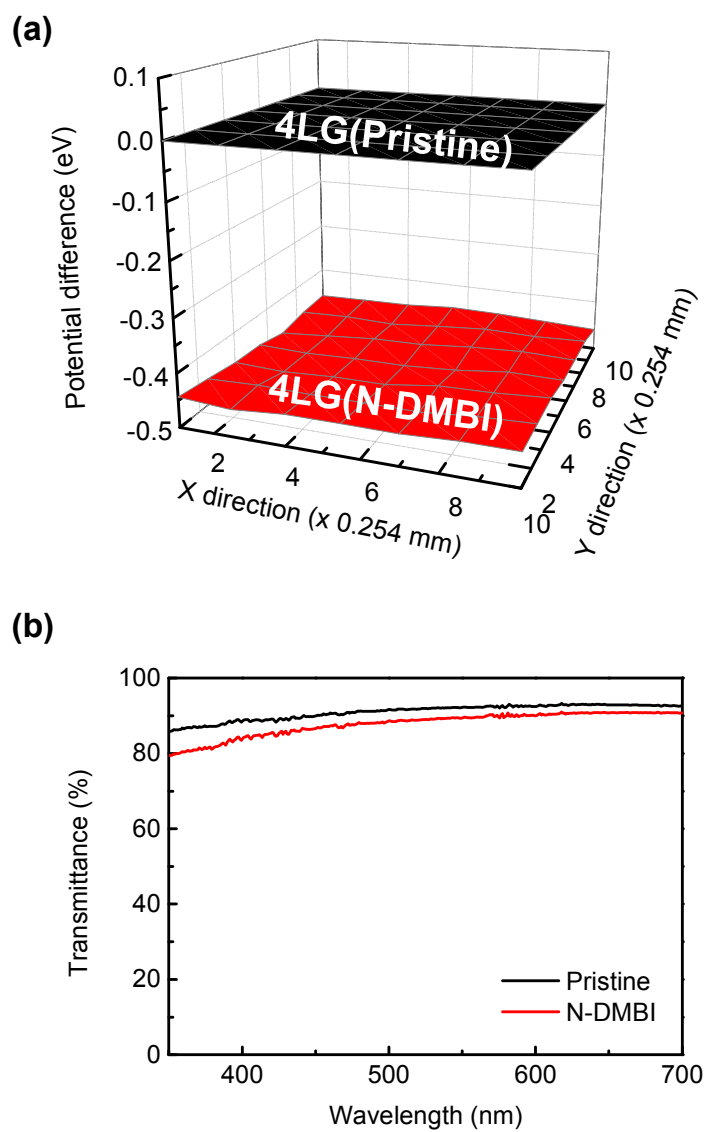 (a)
0.1
0.0
-0.1
-0.2
-0.3
-0.4
-0.5
Potential difference (eV)
4LG(Pristine)
4LG(N-DMBI)
2
4
6
8
10
X direction (x 0.254 mm)
2
4
6
8
10
Y direction (x 0.254 mm)
(b)
100
80
60
40
20
0
Transmittance (%)
Pristine
N-DMBI
400
500
600
700
Wavelength (nm)